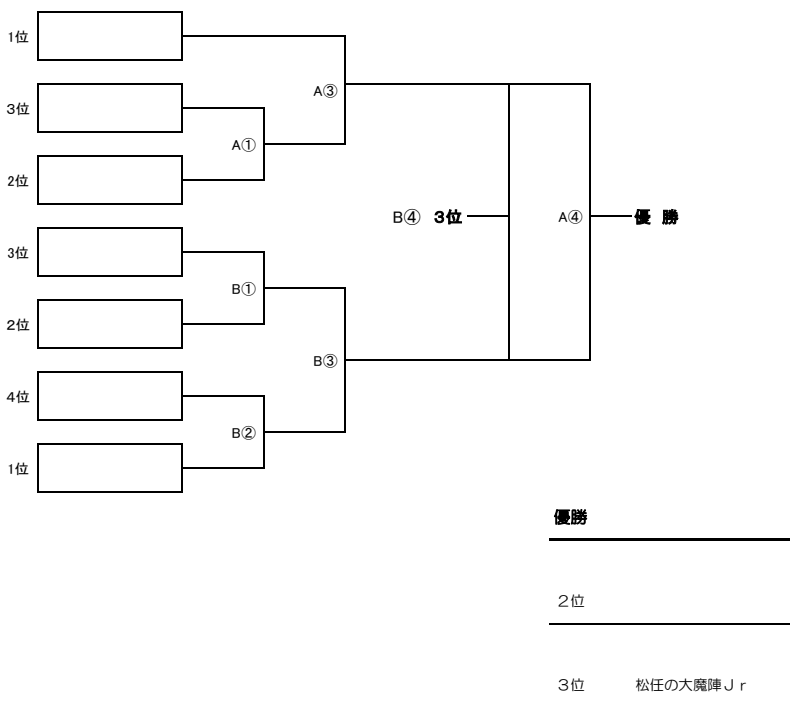 1位
A③
3位
A①
2位
B④ 3位 A④ 優 勝
3位
B①
2位
B③
4位
B②
1位
優勝
２位
３位 松任の大魔陣Ｊｒ